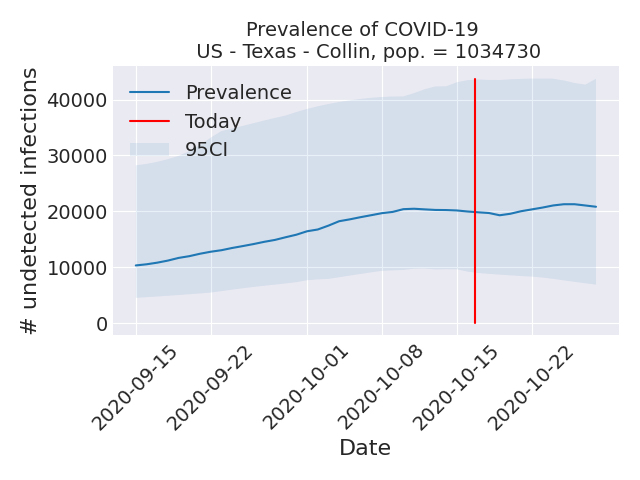 Prevalence of COVID-19
US - Texas - Collin, pop. = 1034730
# undetected infections
40000
30000
20000
10000
0
Prevalence
Today
95CI
2020-09-15
2020-09-22
2020-10-01
2020-10-08
2020-10-15
2020-10-22
Date